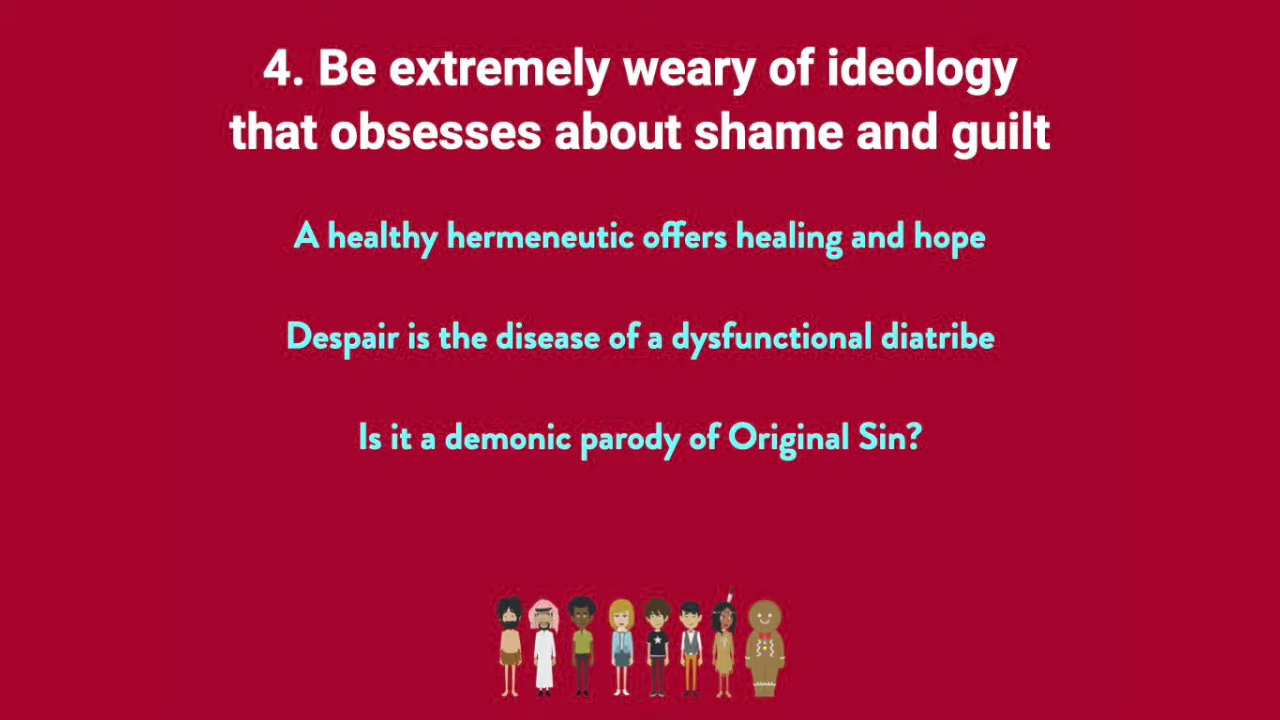 4. Be extremely weary of ideology
that obsesses about shame and guilt
A healthy hermeneutic offers healing and hope
Despair is the disease of a dysfunctional diatribe
Is it a demonic parody of Original Sin?